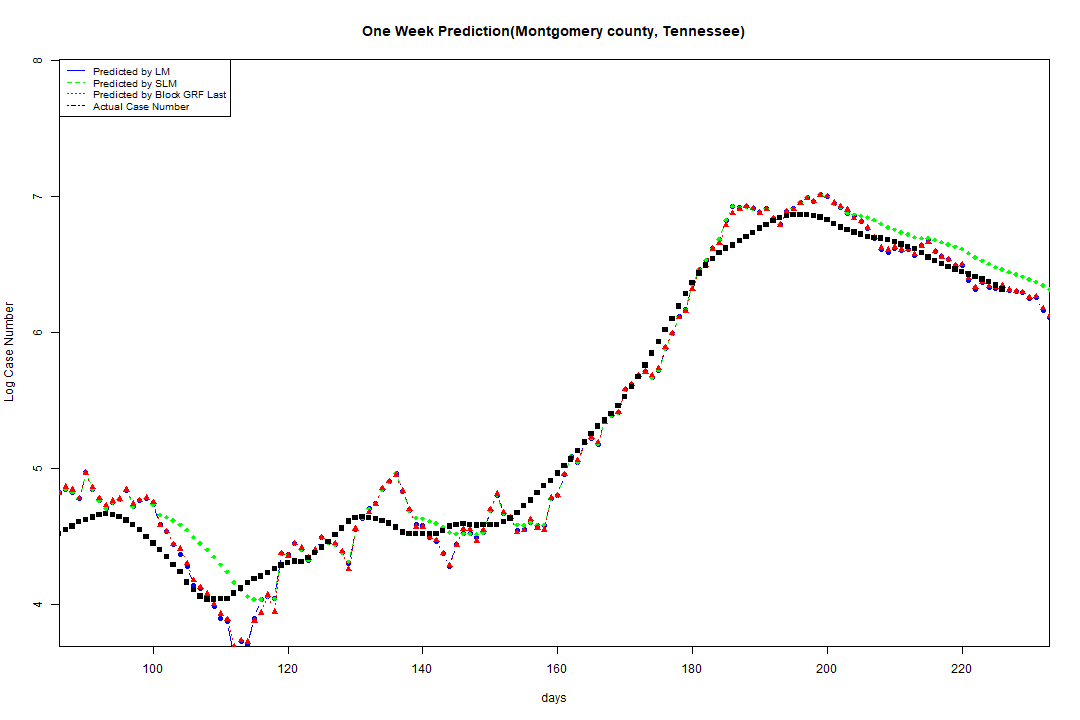 One Week Prediction(Montgomery county, Tennessee)
Predicted by LM
Predicted by SLM
Predicted by Block GRF Last
Actual Case Number
Log Case Number
8
7
6
5
4
100 120 140 160 180 200 220
days